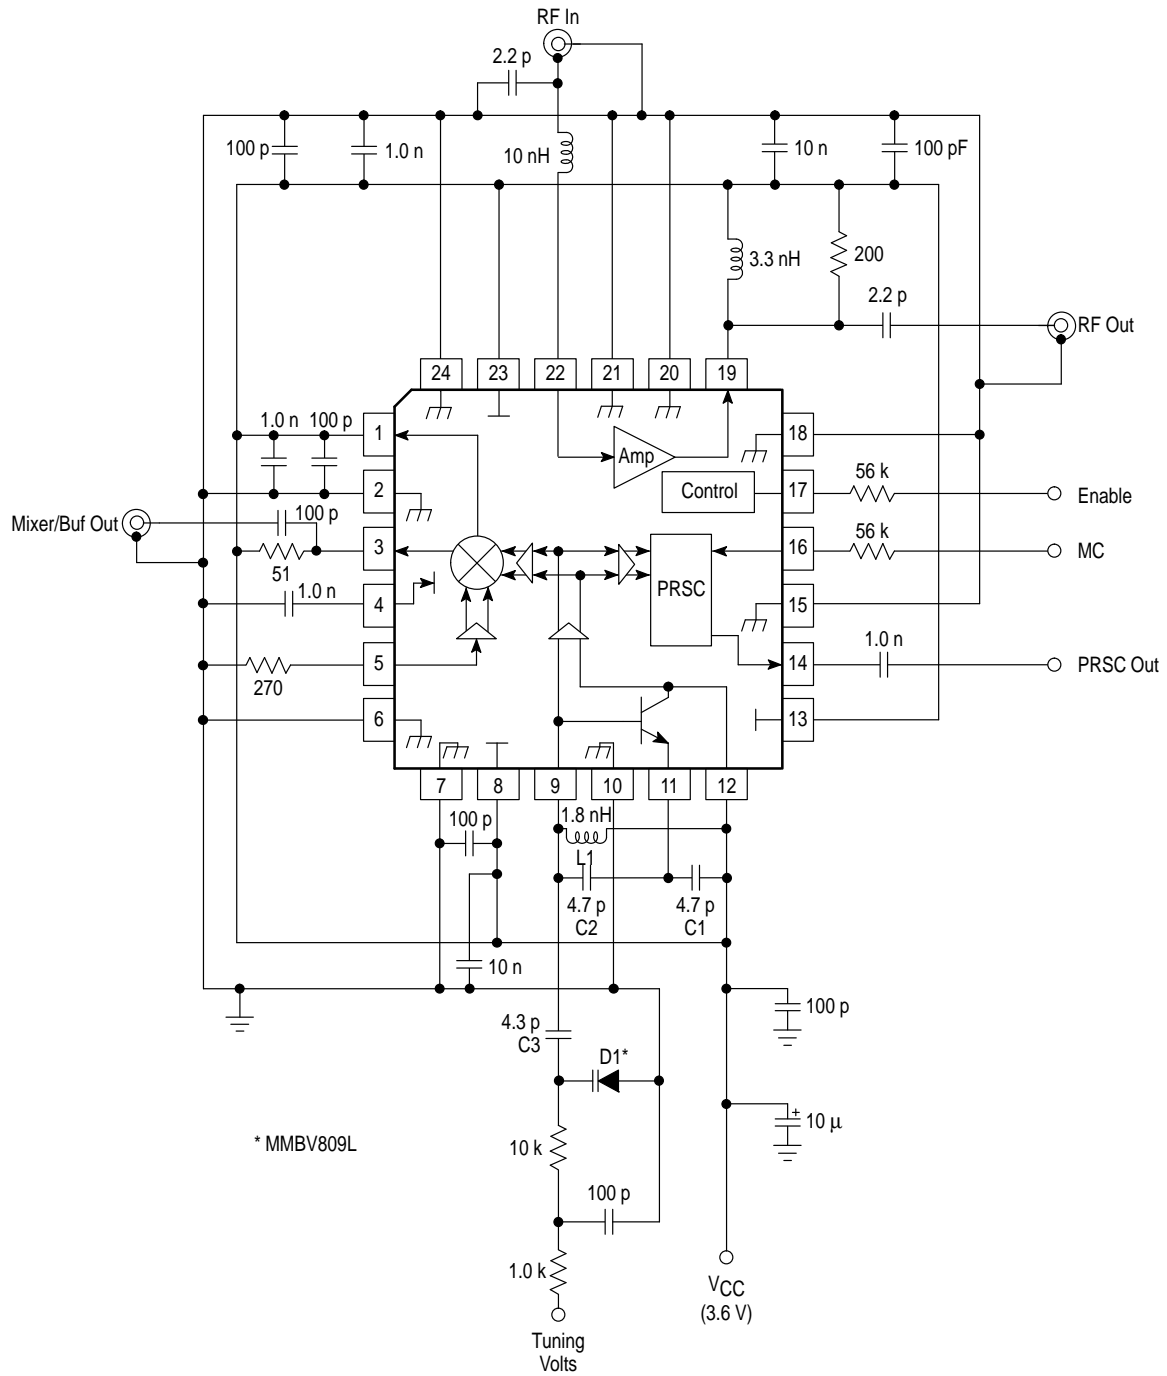 RF In
2.2 p
100 p
1.0 n
10 nH
10 n
100 pF
3.3 nH
200
2.2 p
RF Out
24
23
22
21
20
19
1.0 n
100 p
1
18
Amp
56 k
2
Control
17
Enable
Mixer/Buf Out
100 p
56 k
3
16
MC
51
PRSC
1.0 n
4
15
1.0 n
5
14
PRSC Out
270
6
13
7
8
9
10
11
12
100 p
1.8 nH
L1
4.7 p
C2
4.7 p
C1
10 n
4.3 p
C3
100 p
D1*
+
10 µ
* MMBV809L
10 k
100 p
1.0 k
VCC
(3.6 V)
Tuning
Volts